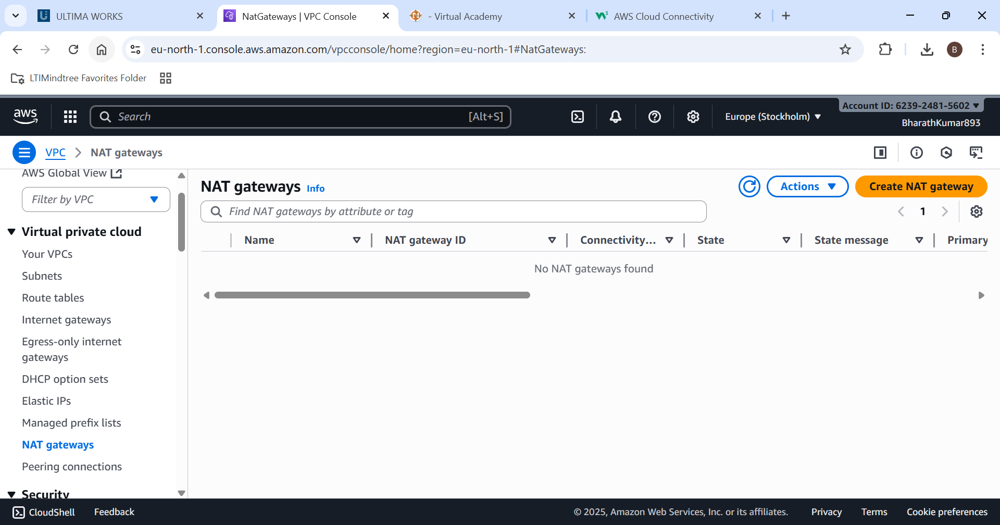 ULTIMA WORKS
NatGateways | VPC Console
- Virtual Academy
AWS Cloud Connectivity
eu-north-1.console.aws.amazon.com/vpcconsole/home?region=eu-north-1#NatGateways:
B
LTIMindtree Favorites Folder
aws
Search
[Alt+S]
Europe (Stockholm)
Account ID: 6239-2481-5602
BharathKumar893
VPC
NAT gateways
AWS Global View
Filter by VPC
Virtual private cloud
Your VPCs
Subnets
Route tables
Internet gateways
Egress-only internet
gateways
DHCP option sets
Elastic IPs
Managed prefix lists
NAT gateways
Peering connections
Security
NAT gateways Info
Actions
Create NAT gateway
Find NAT gateways by attribute or tag
1
Name
NAT gateway ID
Connectivity...
State
State message
Primary
No NAT gateways found
CloudShell
Feedback
© 2025, Amazon Web Services, Inc. or its affiliates.
Privacy
Terms
Cookie preferences